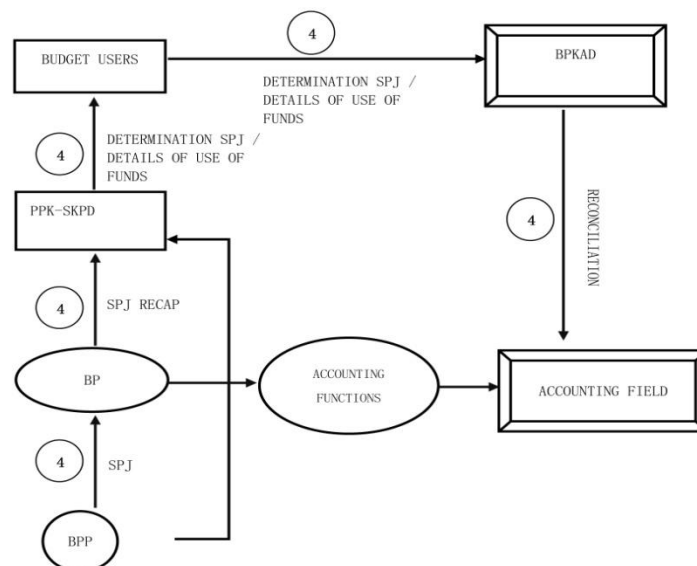 4
BUDGET USERS
BPKAD
DETERMINATION SPJ /
DETAILS OF USE OF
FUNDS
4
DETERMINATION SPJ /
DETAILS OF USE OF
FUNDS
PPK-SKPD
4
RECONCILIATION
4
SPJ RECAP
BP
ACCOUNTING
FUNCTIONS
ACCOUNTING FIELD
4
SPJ
BPP